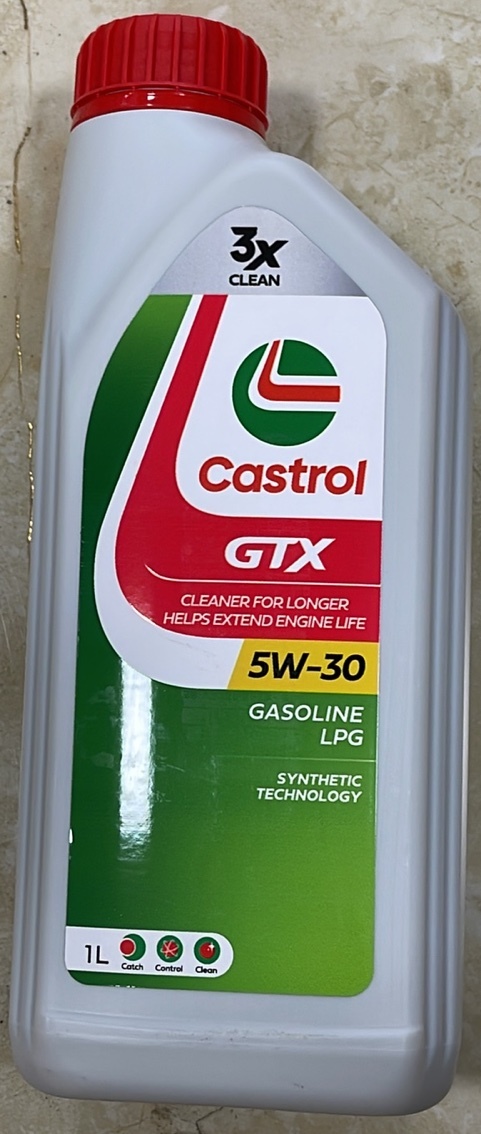 3X
CLEAN
Castrol
GTX
CLEANER FOR LONGER
HELPS EXTEND ENGINE LIFE
5W-30
GASOLINE
LPG
SYNTHETIC
TECHNOLOGY
1L
Catch Control Clean